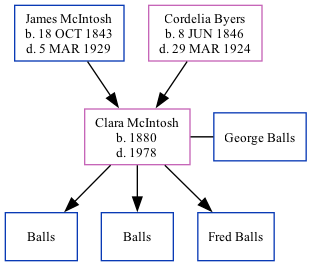 James McIntosh
b. 18 OCT 1843
d. 5 MAR 1929
Cordelia Byers
b. 8 JUN 1846
d. 29 MAR 1924
Clara McIntosh
b. 1880
d. 1978
George Balls
Balls
Balls
Fred Balls